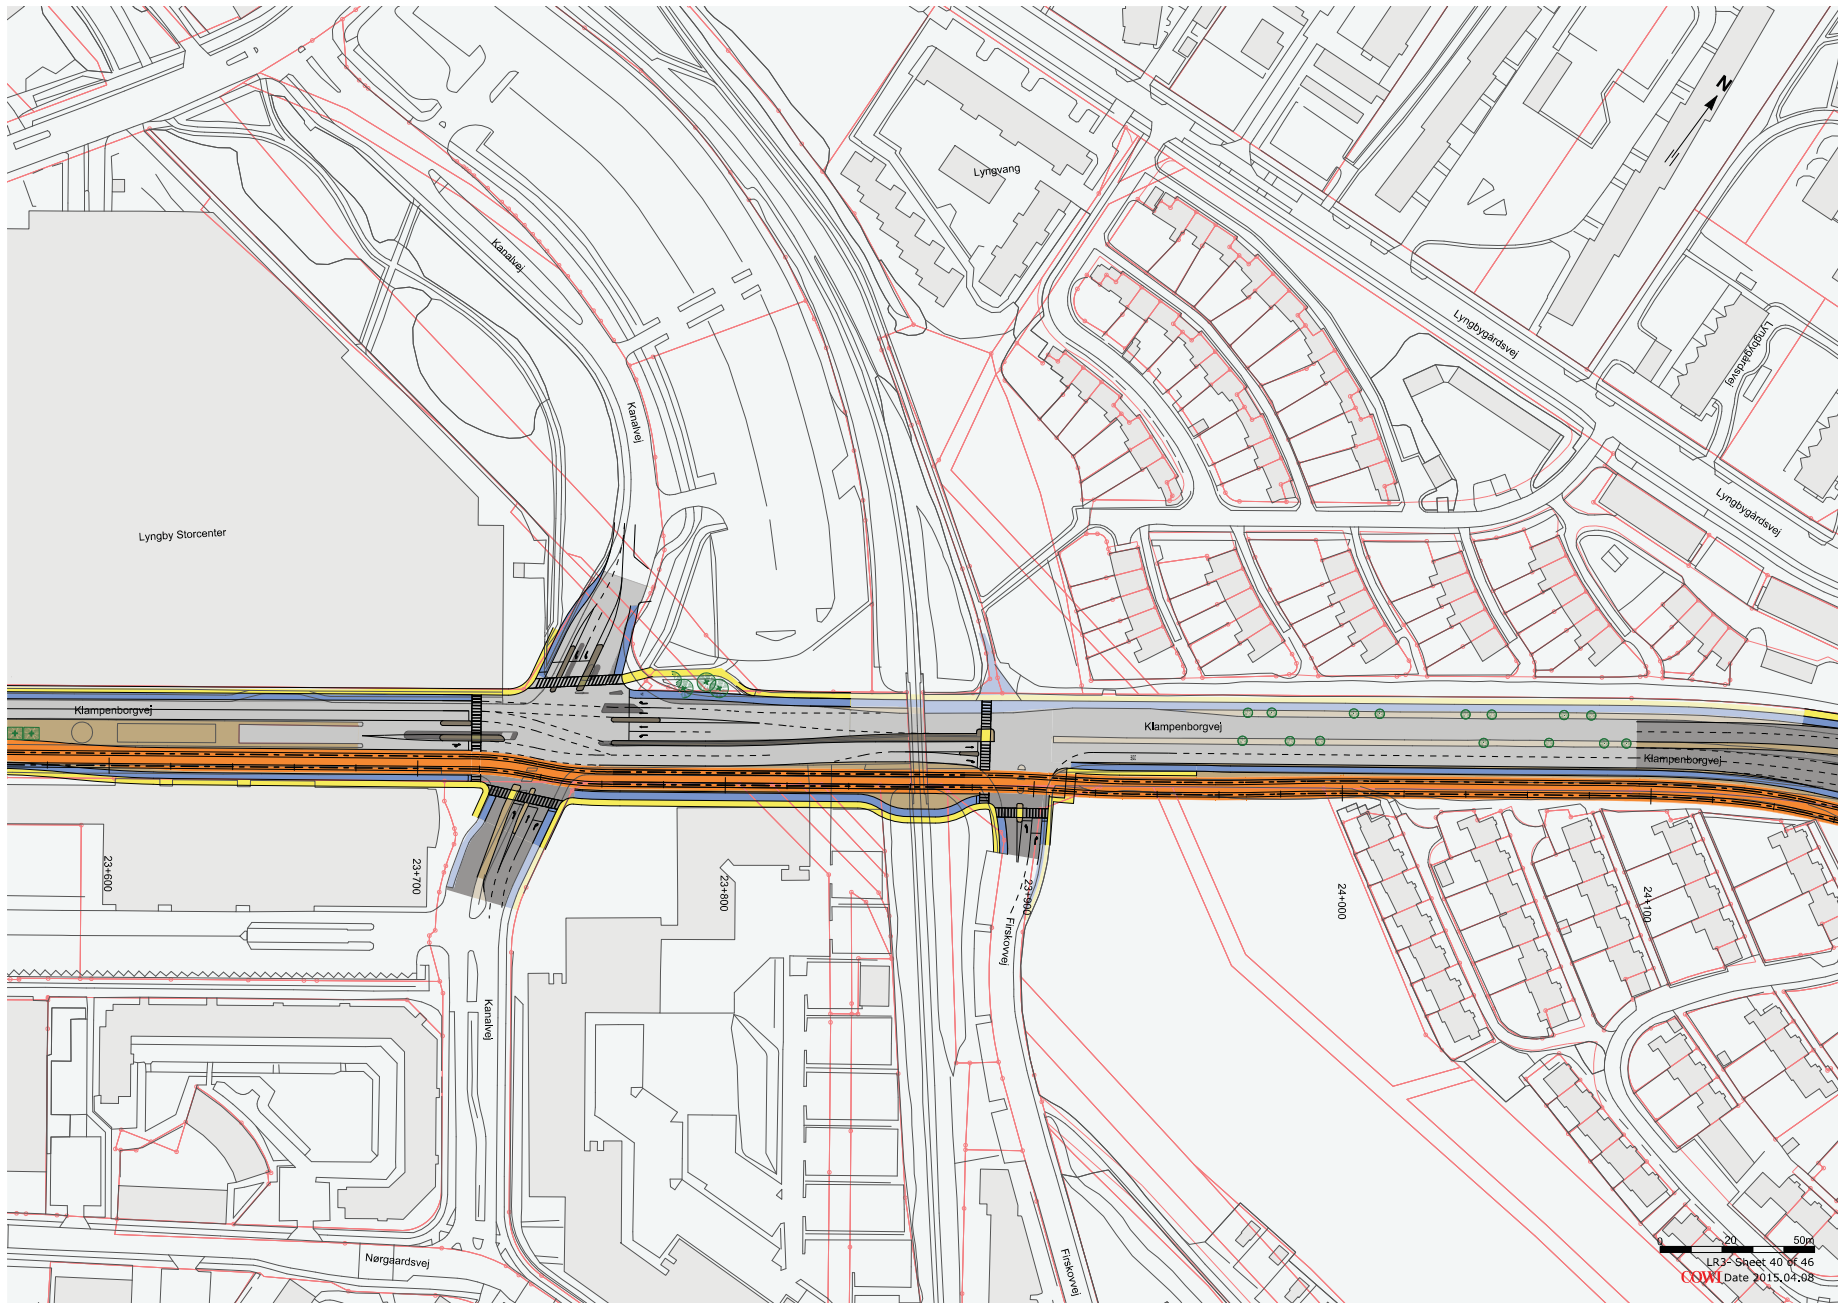 N
Lyngvang
Kanalvej
Lyngbygårdsvej
Lyngbygårdsvej
Kanalvej
Lyngbygårdsvej
Lyngby Storcenter
Klampenborgvej
Klampenborgvej
Klampenborgvej
23+600
23+700
23+800
23+900
24+000
24+100
Firskovvej
Kanalvej
Nørgaardsvej
Firskovvej
0 20 50m
LR3- Sheet 40 of 46
COWI Date 2015.04.08